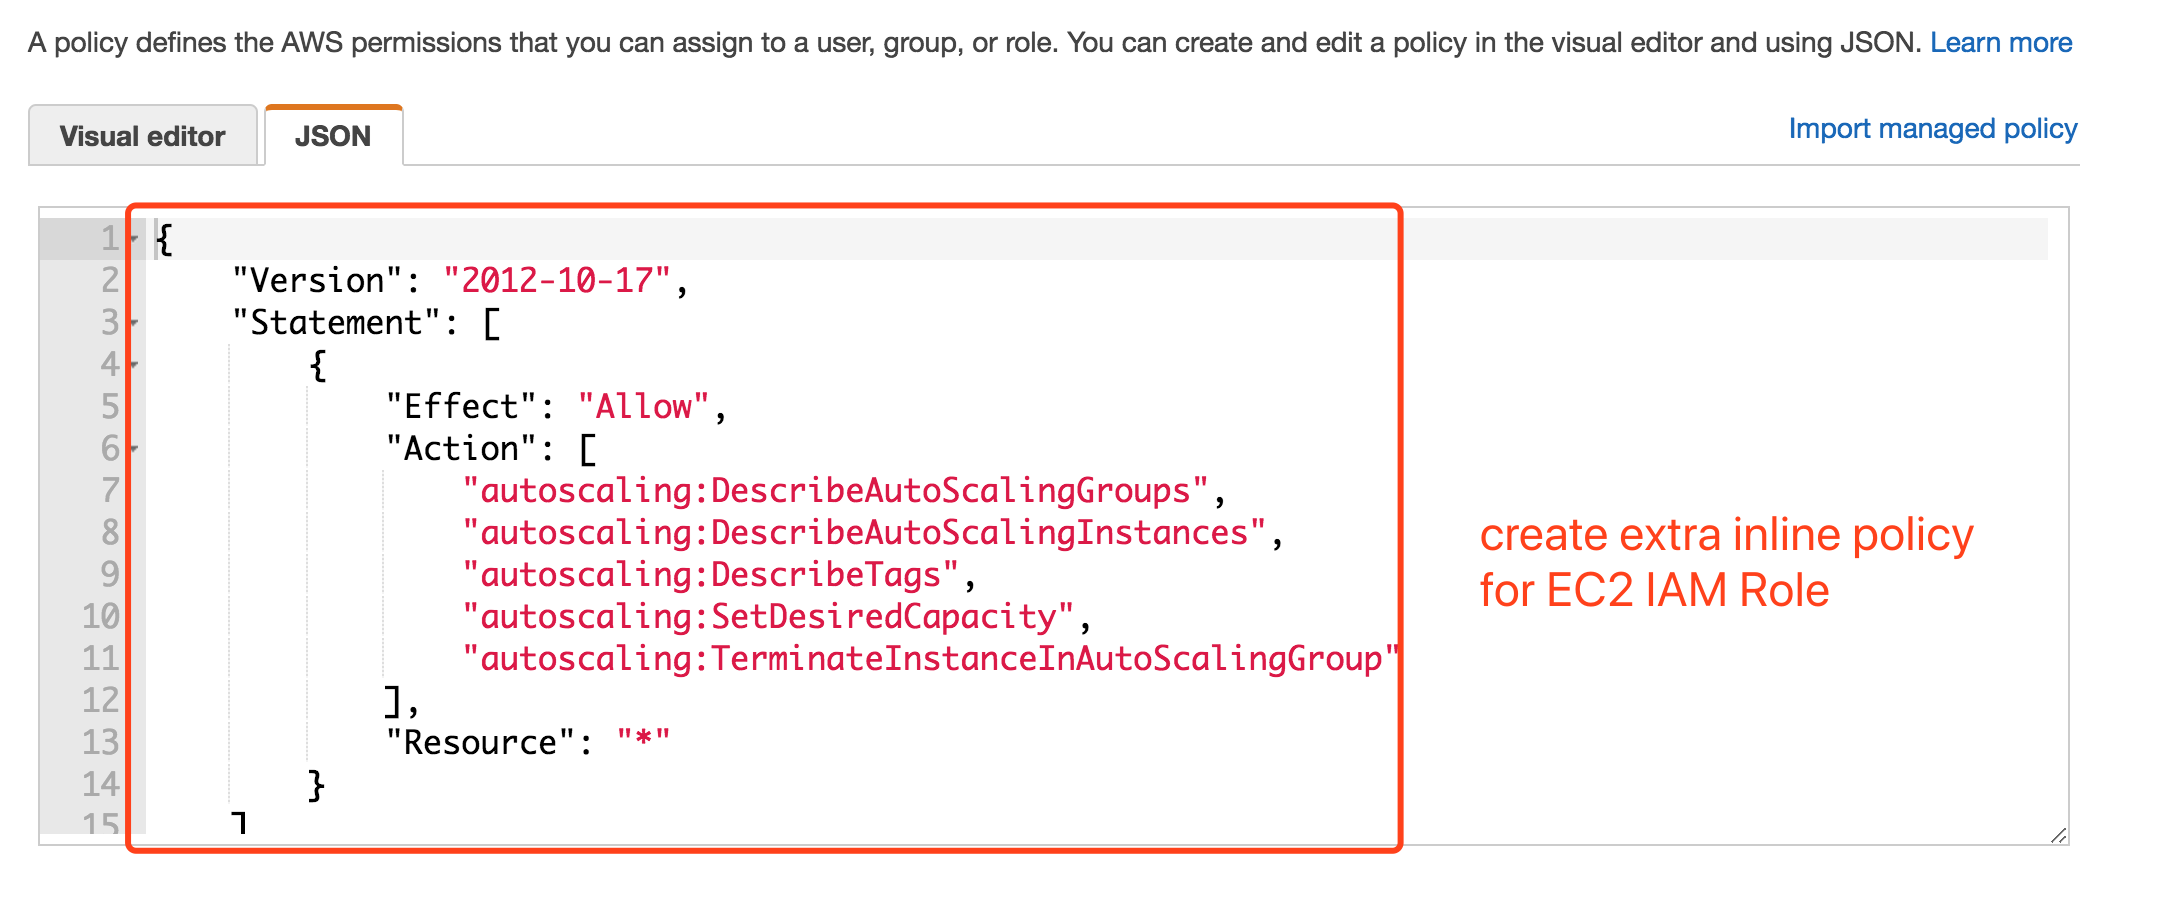 A policy defines the AWS permissions that you can assign to a user, group, or role. You can create and edit a policy in the visual editor and using JSON. Learn more
Visual editor
JSON
Import managed policy
1 {
2     "Version": "2012-10-17",
3     "Statement": [
4         {
5             "Effect": "Allow",
6             "Action": [
7                 "autoscaling:DescribeAutoScalingGroups",
8                 "autoscaling:DescribeAutoScalingInstances",
9                 "autoscaling:DescribeTags",
10                 "autoscaling:SetDesiredCapacity",
11                 "autoscaling:TerminateInstanceInAutoScalingGroup"
12             ],
13             "Resource": "*"
14         }
15     ]
create extra inline policy
for EC2 IAM Role